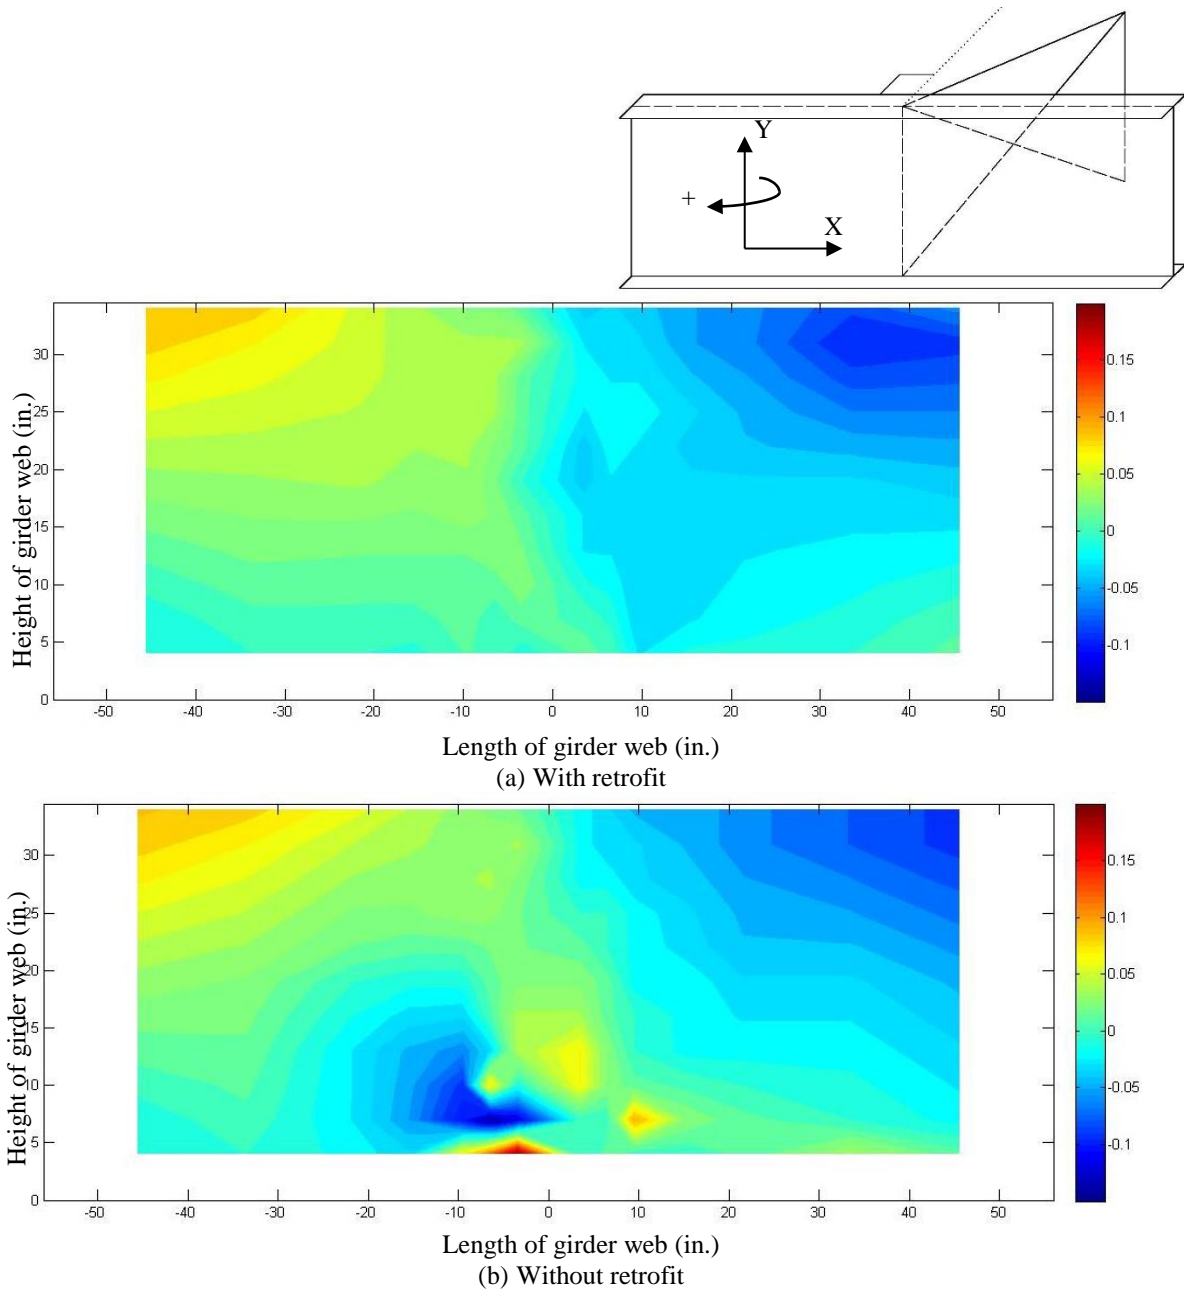 Y
+
X
Height of girder web (in.)
30
25
20
15
10
5
0
-50 -40 -30 -20 -10 0 10 20 30 40 50
0.15
0.1
0.05
0
-0.05
-0.1
Length of girder web (in.)
(a) With retrofit
Height of girder web (in.)
30
25
20
15
10
5
0
-50 -40 -30 -20 -10 0 10 20 30 40 50
0.15
0.1
0.05
0
-0.05
-0.1
Length of girder web (in.)
(b) Without retrofit